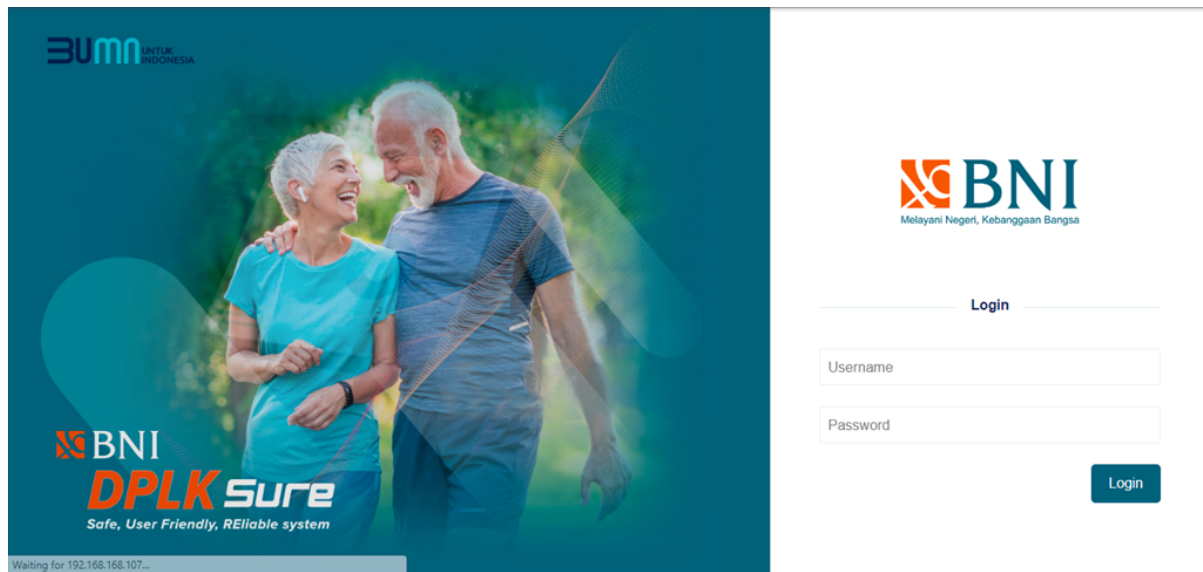 BUMN UNTUK
INDONESIA
BNI
DPLK Sure
Safe, User Friendly, REliable system
Waiting for 192.168.168.107...
BNI
Melayani Negeri, Kebanggaan Bangsa
Login
Username
Password
Login